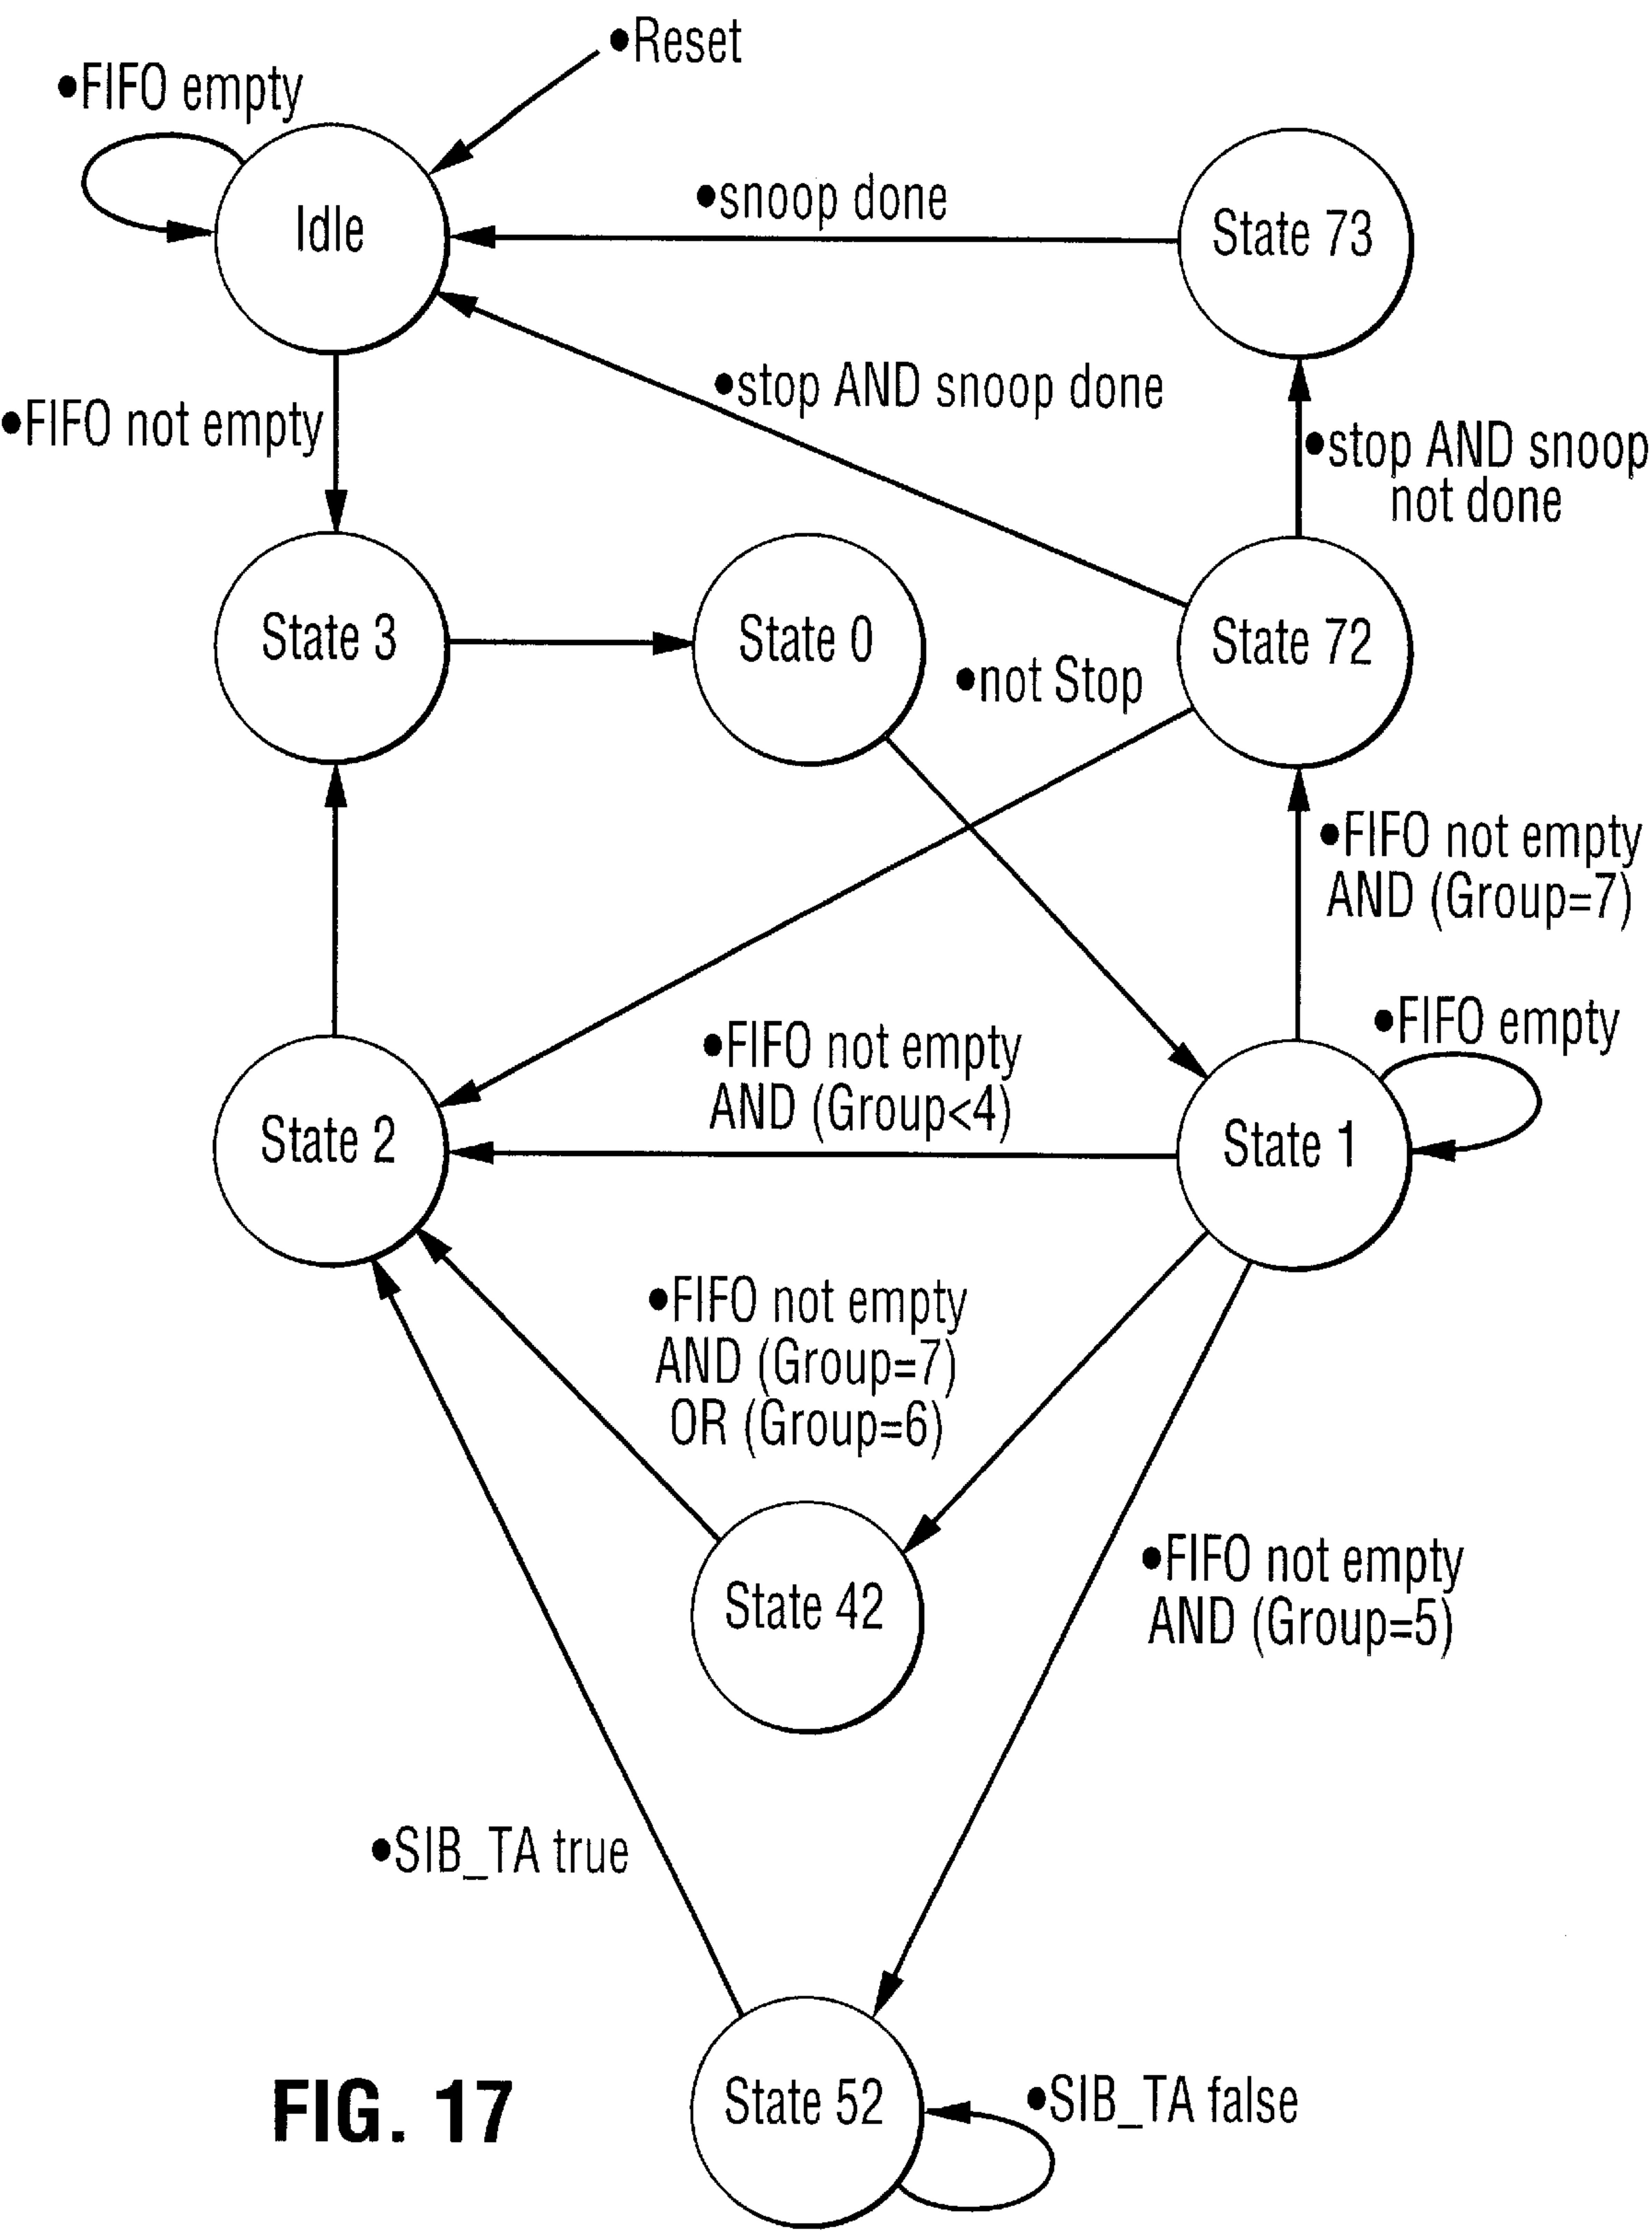 •Reset
•FIFO empty
Idle
•snoop done
State 73
•stop AND snoop done
•FIFO not empty
•stop AND snoop
not done
State 3
State 0
•not Stop
State 72
•FIFO not empty
AND (Group=7)
•FIFO empty
•FIFO not empty
AND (Group<4)
State 2
State 1
•FIFO not empty
AND (Group=7)
OR (Group=6)
State 42
•FIFO not empty
AND (Group=5)
•SIB_TA true
State 52
•SIB_TA false
FIG. 17